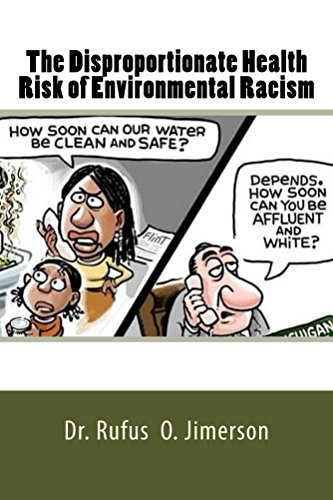 The Disproportionate Health
Risk of Environmental Racism
HOW SOON CAN OUR WATER
BE CLEAN AND SAFE?
Flint
DEPENDS.
HOW SOON
CAN YOU BE
AFFLUENT
AND
WHITE?
Dr. Rufus O. Jimerson